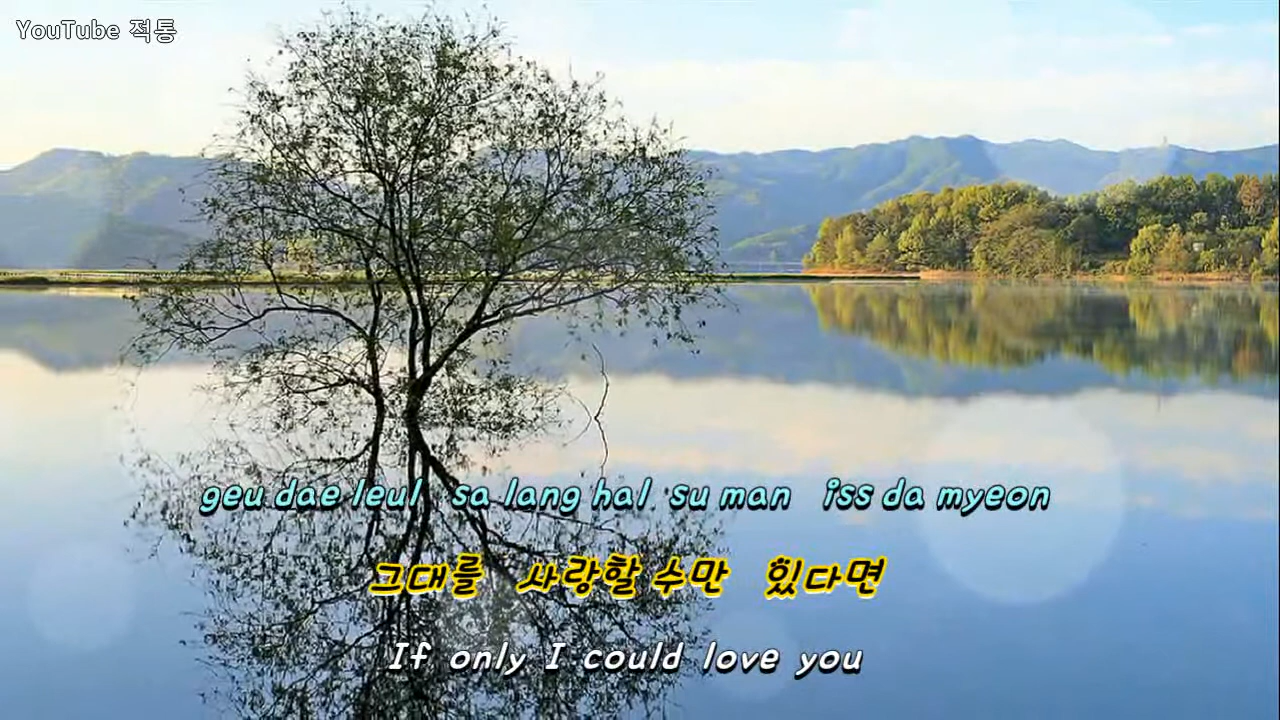 YouTube 적통
geu dae leul sa lang hal su man iss da myeon
그대를 사랑할 수만 있다면
If only I could love you